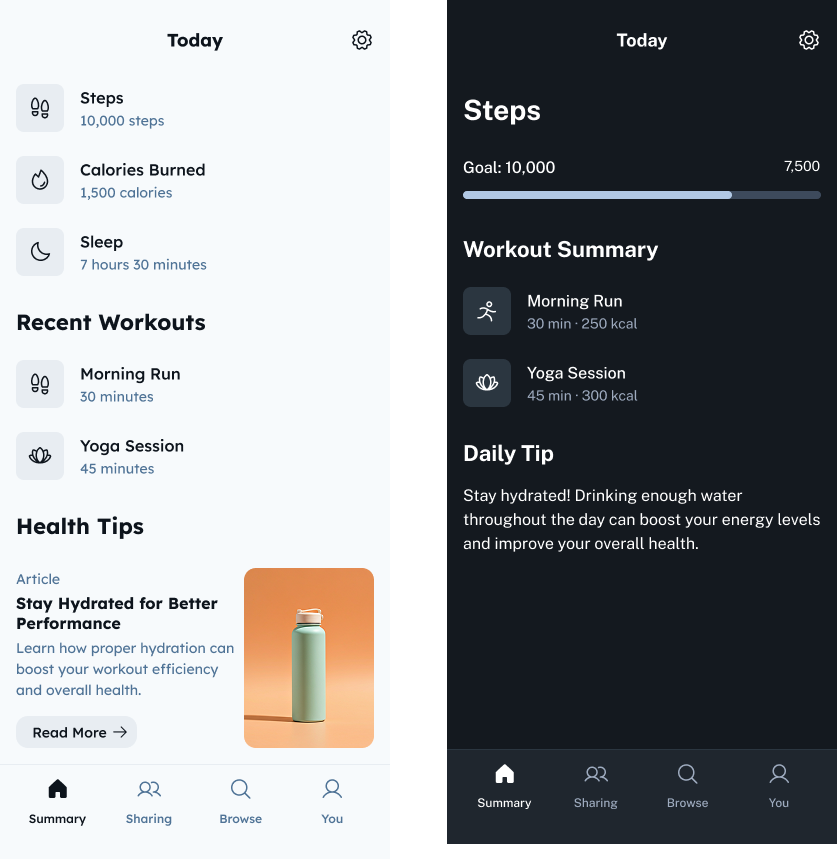 Today
Steps
10,000 steps
Calories Burned
1,500 calories
Sleep
7 hours 30 minutes
Recent Workouts
Morning Run
30 minutes
Yoga Session
45 minutes
Health Tips
Article
Stay Hydrated for Better
Performance
Learn how proper hydration can
boost your workout efficiency
and overall health.
Read More
Summary
Sharing
Browse
You
Today
Steps
Goal: 10,000
7,500
Workout Summary
Morning Run
30 min · 250 kcal
Yoga Session
45 min · 300 kcal
Daily Tip
Stay hydrated! Drinking enough water
throughout the day can boost your energy levels
and improve your overall health.
Summary
Sharing
Browse
You